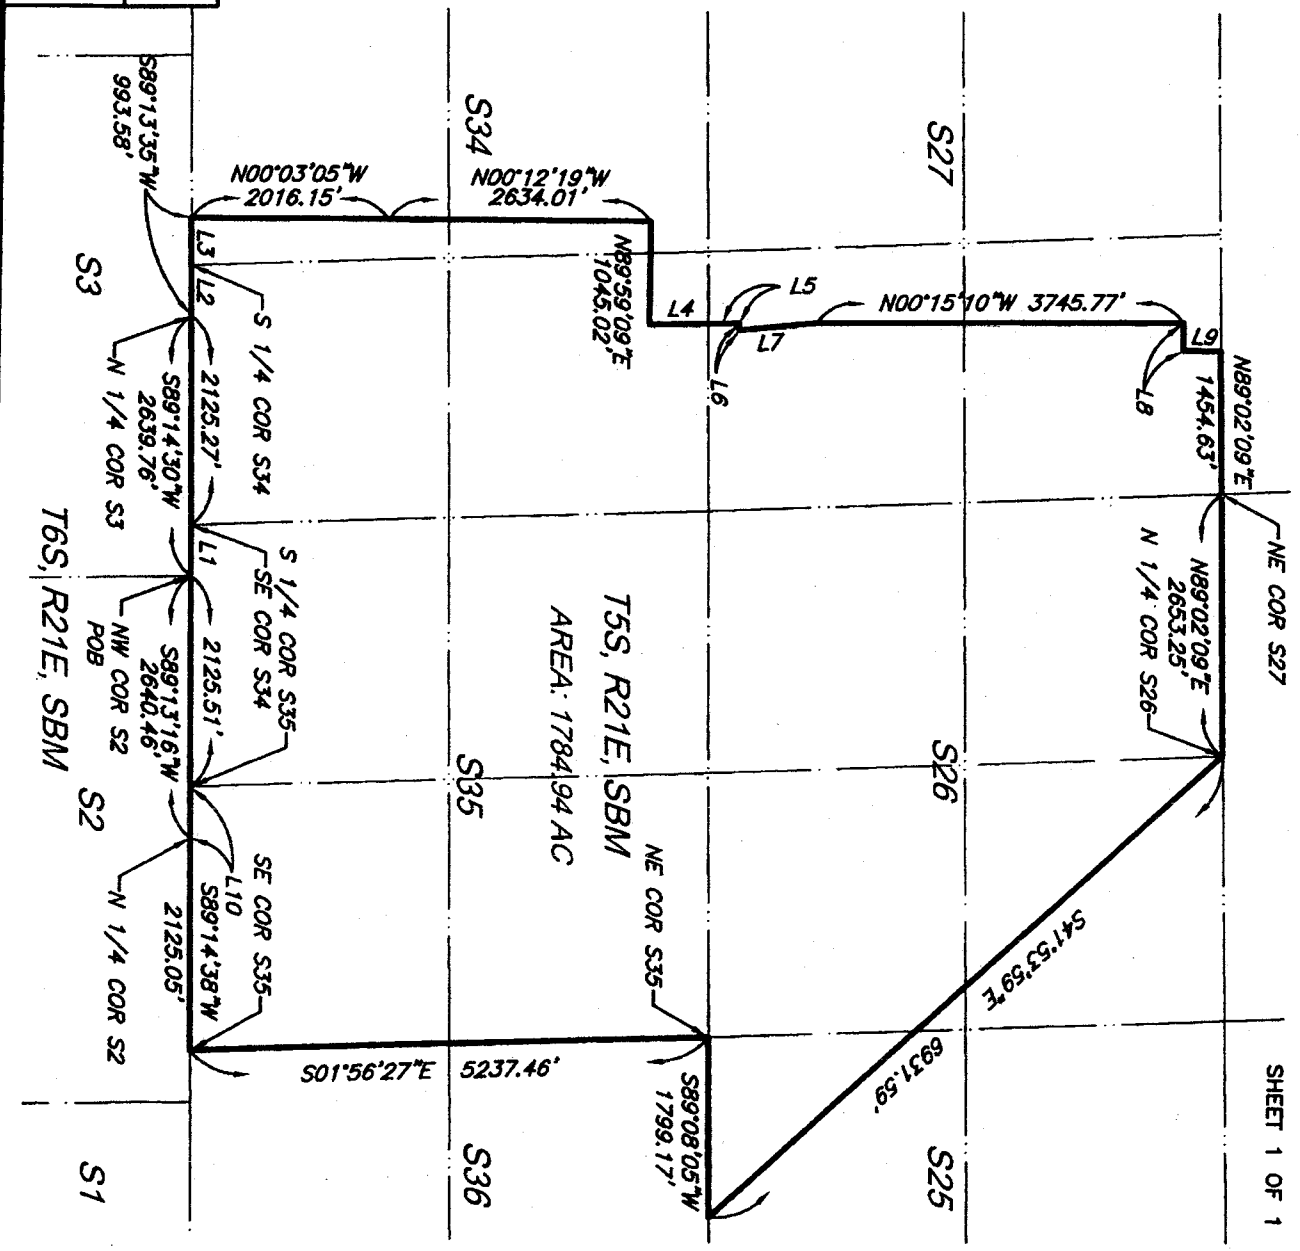 SHEET 1 OF 1
N89°02'09"E
1454.63'
NE COR S27
N89°02'09"E
2653.25'
N 1/4 COR S26
S27
S26
S25
N00°15'10"W 3745.77'
L9
L8
L7
L6
L5
L4
S41°53'59"E
6931.59'
N89°59'09"E
1045.02'
NE COR S35
S89°08'05"W
1799.17'
T5S, R21E, SBM
AREA: 1784.94 AC
S34
S35
S36
N00°12'19"W
2634.01'
N00°03'05"W
2016.15'
S01°56'27"E 5237.46'
S 1/4 COR S34
S 1/4 COR S35
SE COR S34
SE COR S35
L3
L2
2125.27'
L1
2125.51'
L10
S89°14'38"W
2125.05'
S89°13'35"W
993.58'
S89°14'30"W
2639.76'
S89°13'16"W
2640.46'
N 1/4 COR S3
NW COR S2
POB
N 1/4 COR S2
S3
S2
S1
T6S, R21E, SBM